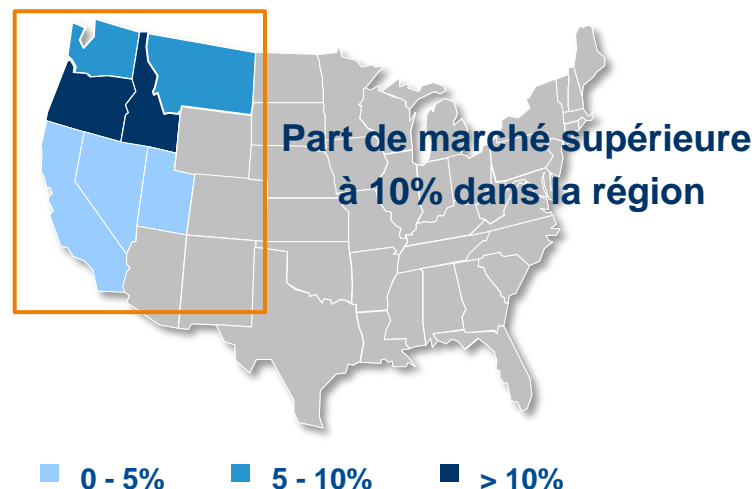 Part de marché supérieure
à 10% dans la région
0 - 5%
5 - 10%
> 10%